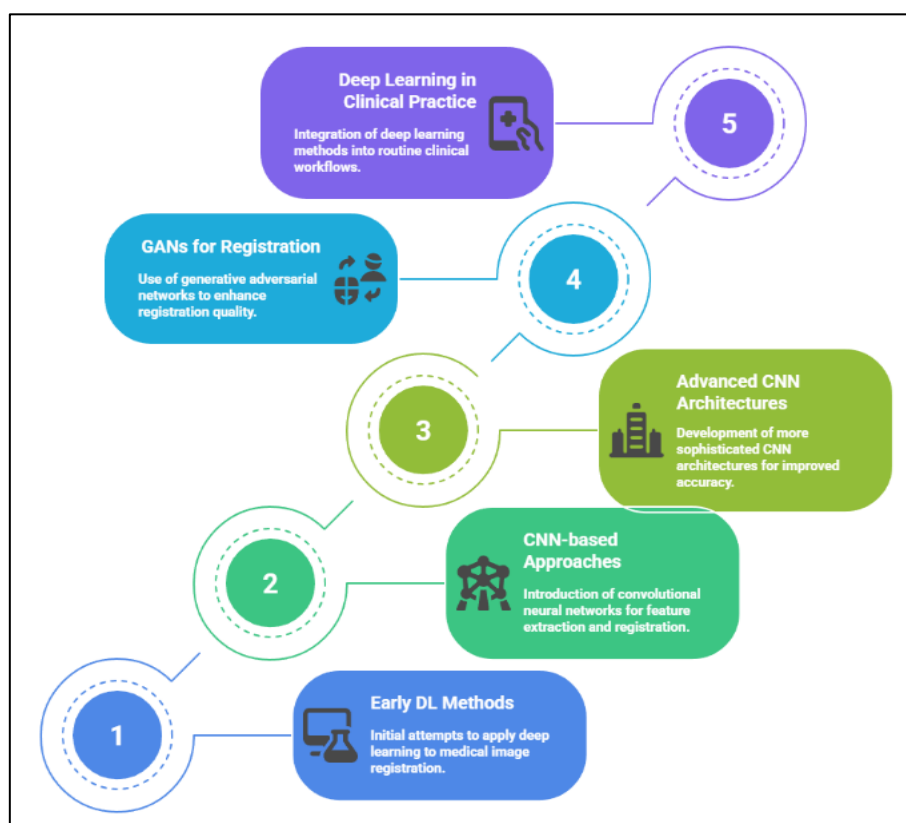 Deep Learning in
Clinical Practice
Integration of deep learning
methods into routine clinical
workflows.
5
GANs for Registration
Use of generative adversarial
networks to enhance
registration quality.
4
3
Advanced CNN
Architectures
Development of more
sophisticated CNN
architectures for improved
accuracy.
2
CNN-based
Approaches
Introduction of convolutional
neural networks for feature
extraction and registration.
1
Early DL Methods
Initial attempts to apply deep
learning to medical image
registration.